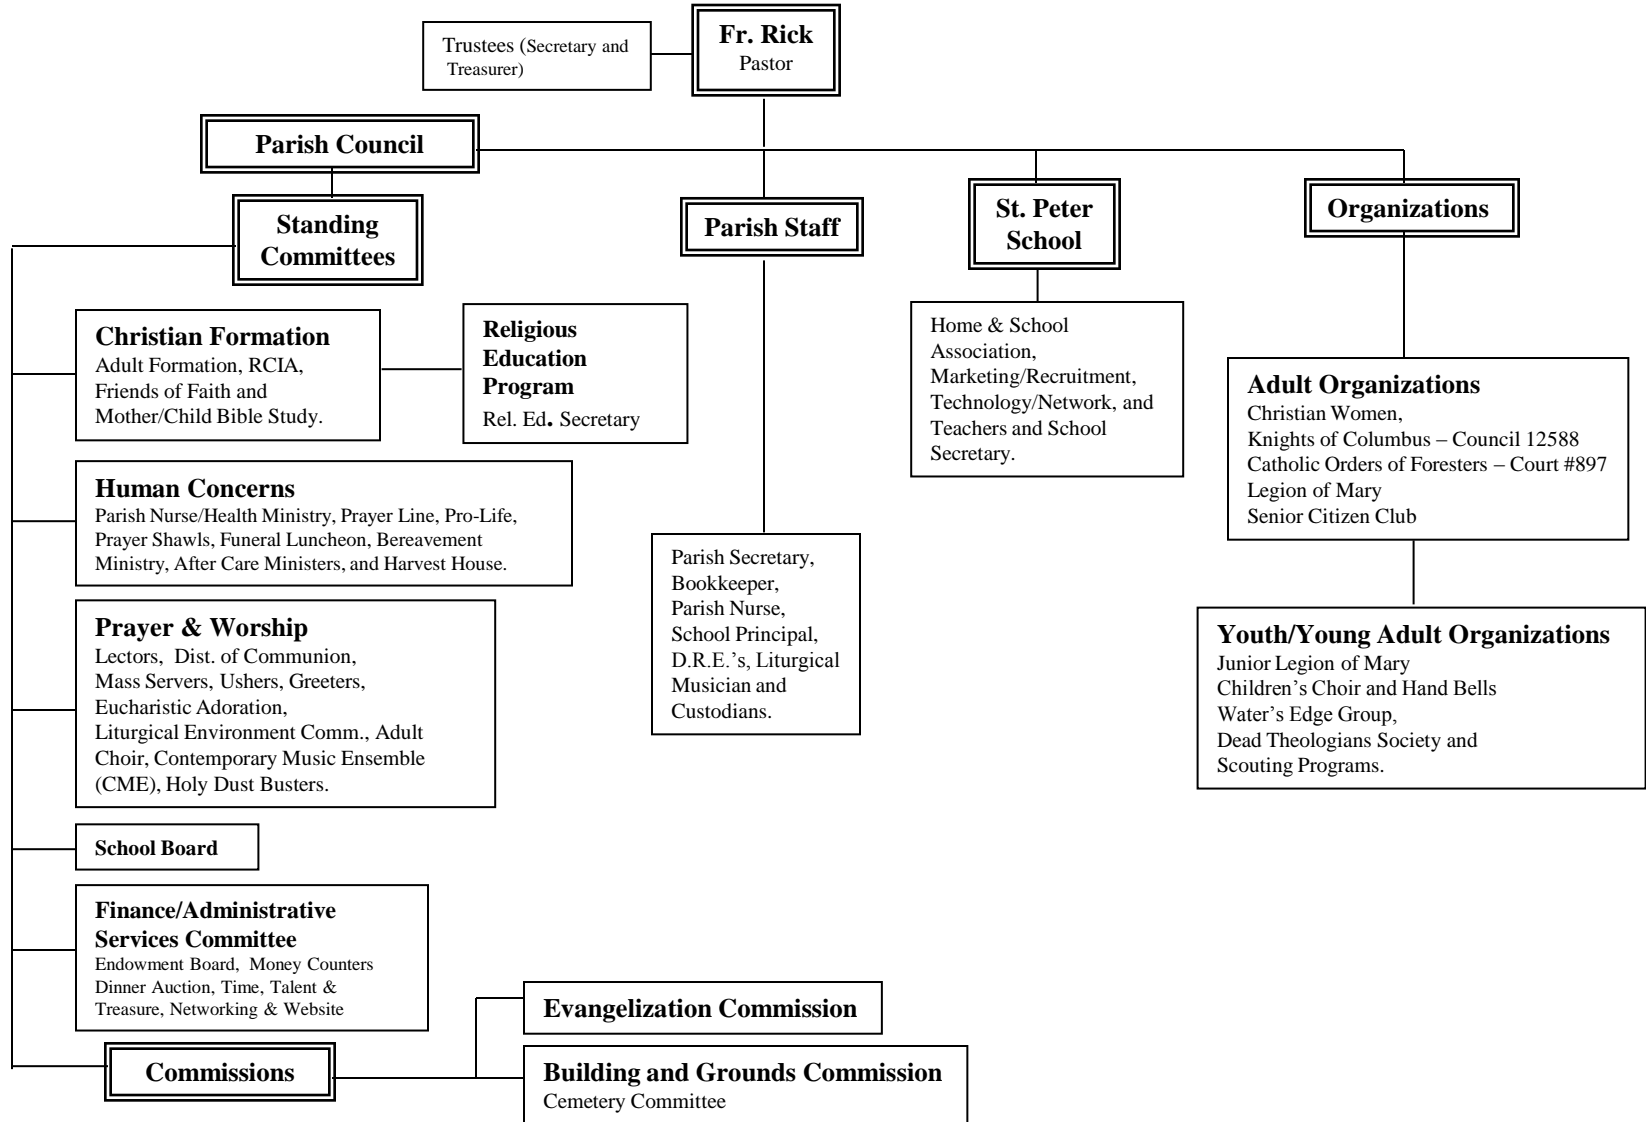 Fr. Rick
Pastor
Trustees (Secretary and
Treasurer)
Parish Council
Standing
Committees
Parish Staff
St. Peter
School
Organizations
Christian Formation
Adult Formation, RCIA,
Friends of Faith and
Mother/Child Bible Study.
Religious
Education
Program
Rel. Ed. Secretary
Human Concerns
Parish Nurse/Health Ministry, Prayer Line, Pro-Life,
Prayer Shawls, Funeral Luncheon, Bereavement
Ministry, After Care Ministers, and Harvest House.
Prayer & Worship
Lectors, Dist. of Communion,
Mass Servers, Ushers, Greeters,
Eucharistic Adoration,
Liturgical Environment Comm., Adult
Choir, Contemporary Music Ensemble
(CME), Holy Dust Busters.
School Board
Finance/Administrative
Services Committee
Endowment Board, Money Counters
Dinner Auction, Time, Talent &
Treasure, Networking & Website
Commissions
Evangelization Commission
Building and Grounds Commission
Cemetery Committee
Parish Secretary,
Bookkeeper,
Parish Nurse,
School Principal,
D.R.E.'s, Liturgical
Musician and
Custodians.
Home & School
Association,
Marketing/Recruitment,
Technology/Network, and
Teachers and School
Secretary.
Adult Organizations
Christian Women,
Knights of Columbus – Council 12588
Catholic Orders of Foresters – Court #897
Legion of Mary
Senior Citizen Club
Youth/Young Adult Organizations
Junior Legion of Mary
Children's Choir and Hand Bells
Water's Edge Group,
Dead Theologians Society and
Scouting Programs.